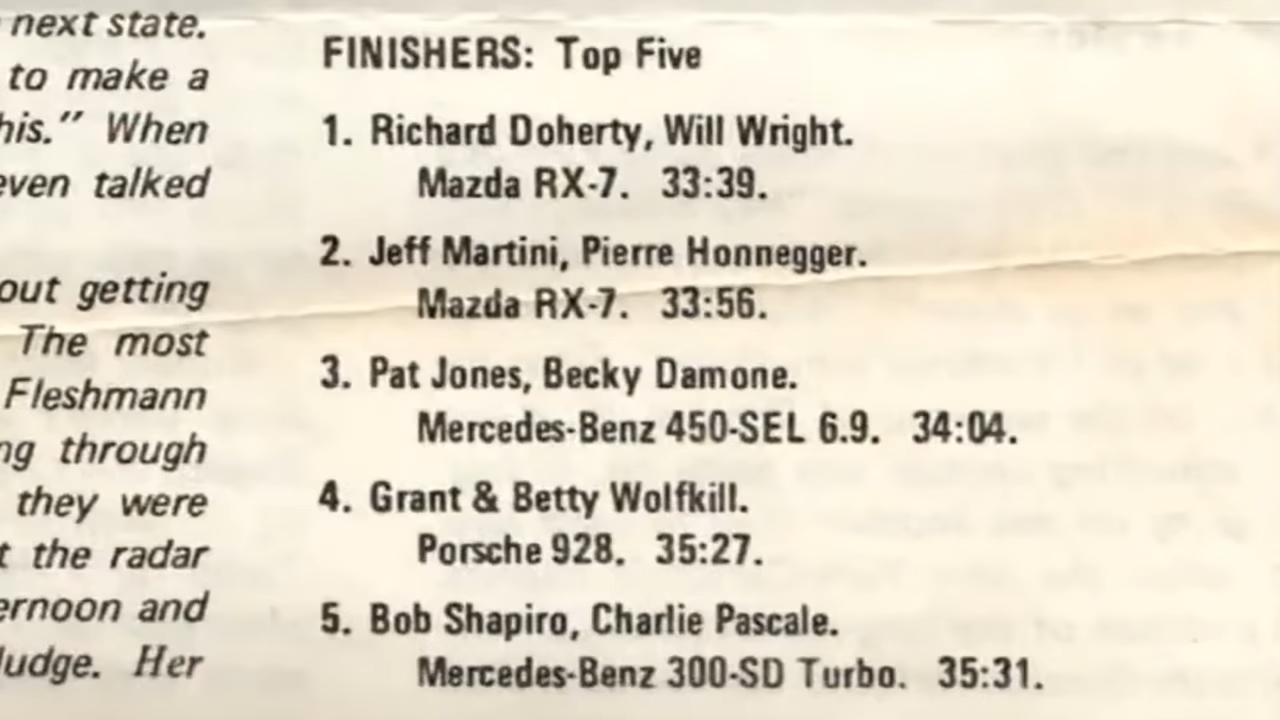 next state.
to make a
his." When
even talked
out getting
The most
Fleshmann
ng through
they were
t the radar
ernoon and
Judge. Her
FINISHERS: Top Five
1. Richard Doherty, Will Wright.
Mazda RX-7. 33:39.
2. Jeff Martini, Pierre Honnegger.
Mazda RX-7. 33:56.
3. Pat Jones, Becky Damone.
Mercedes-Benz 450-SEL 6.9. 34:04.
4. Grant & Betty Wolfkill.
Porsche 928. 35:27.
5. Bob Shapiro, Charlie Pascale.
Mercedes-Benz 300-SD Turbo. 35:31.